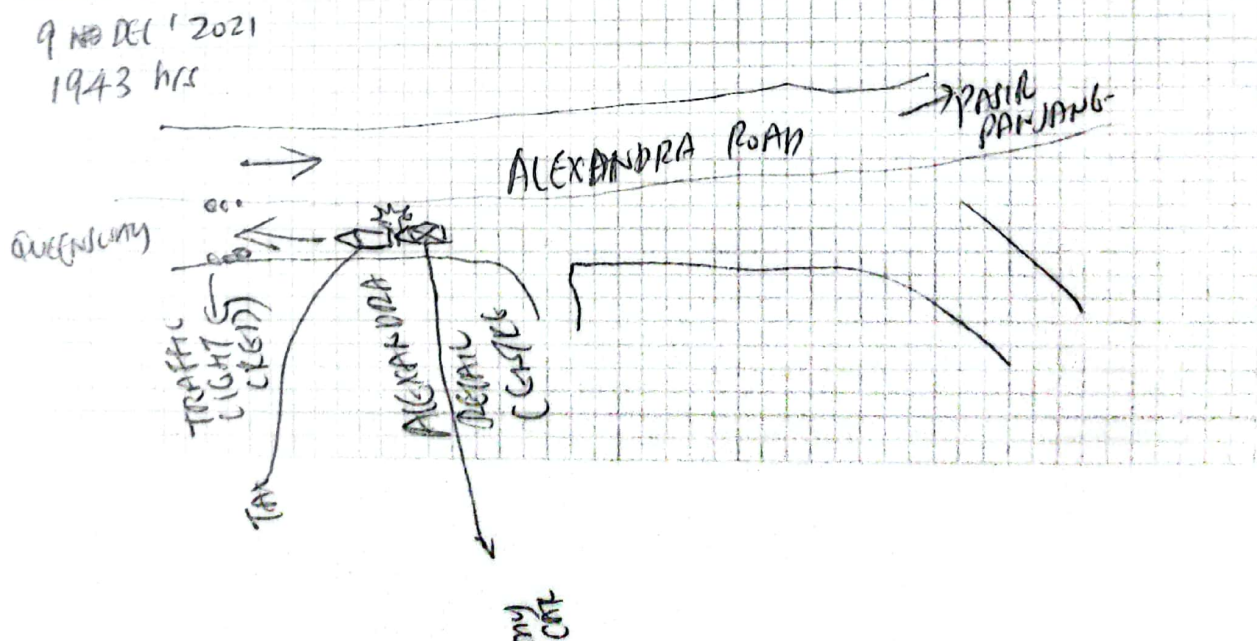 9 DEC ' 2021
1943 hrs
PASIR
PANJANG
ALEXANDRA ROAD
QUEENSWAY
TRAFFIC
LIGHT
(RED)
ALEXANDRA
RETAIL
CENTRE
TAXI
MY
CAR